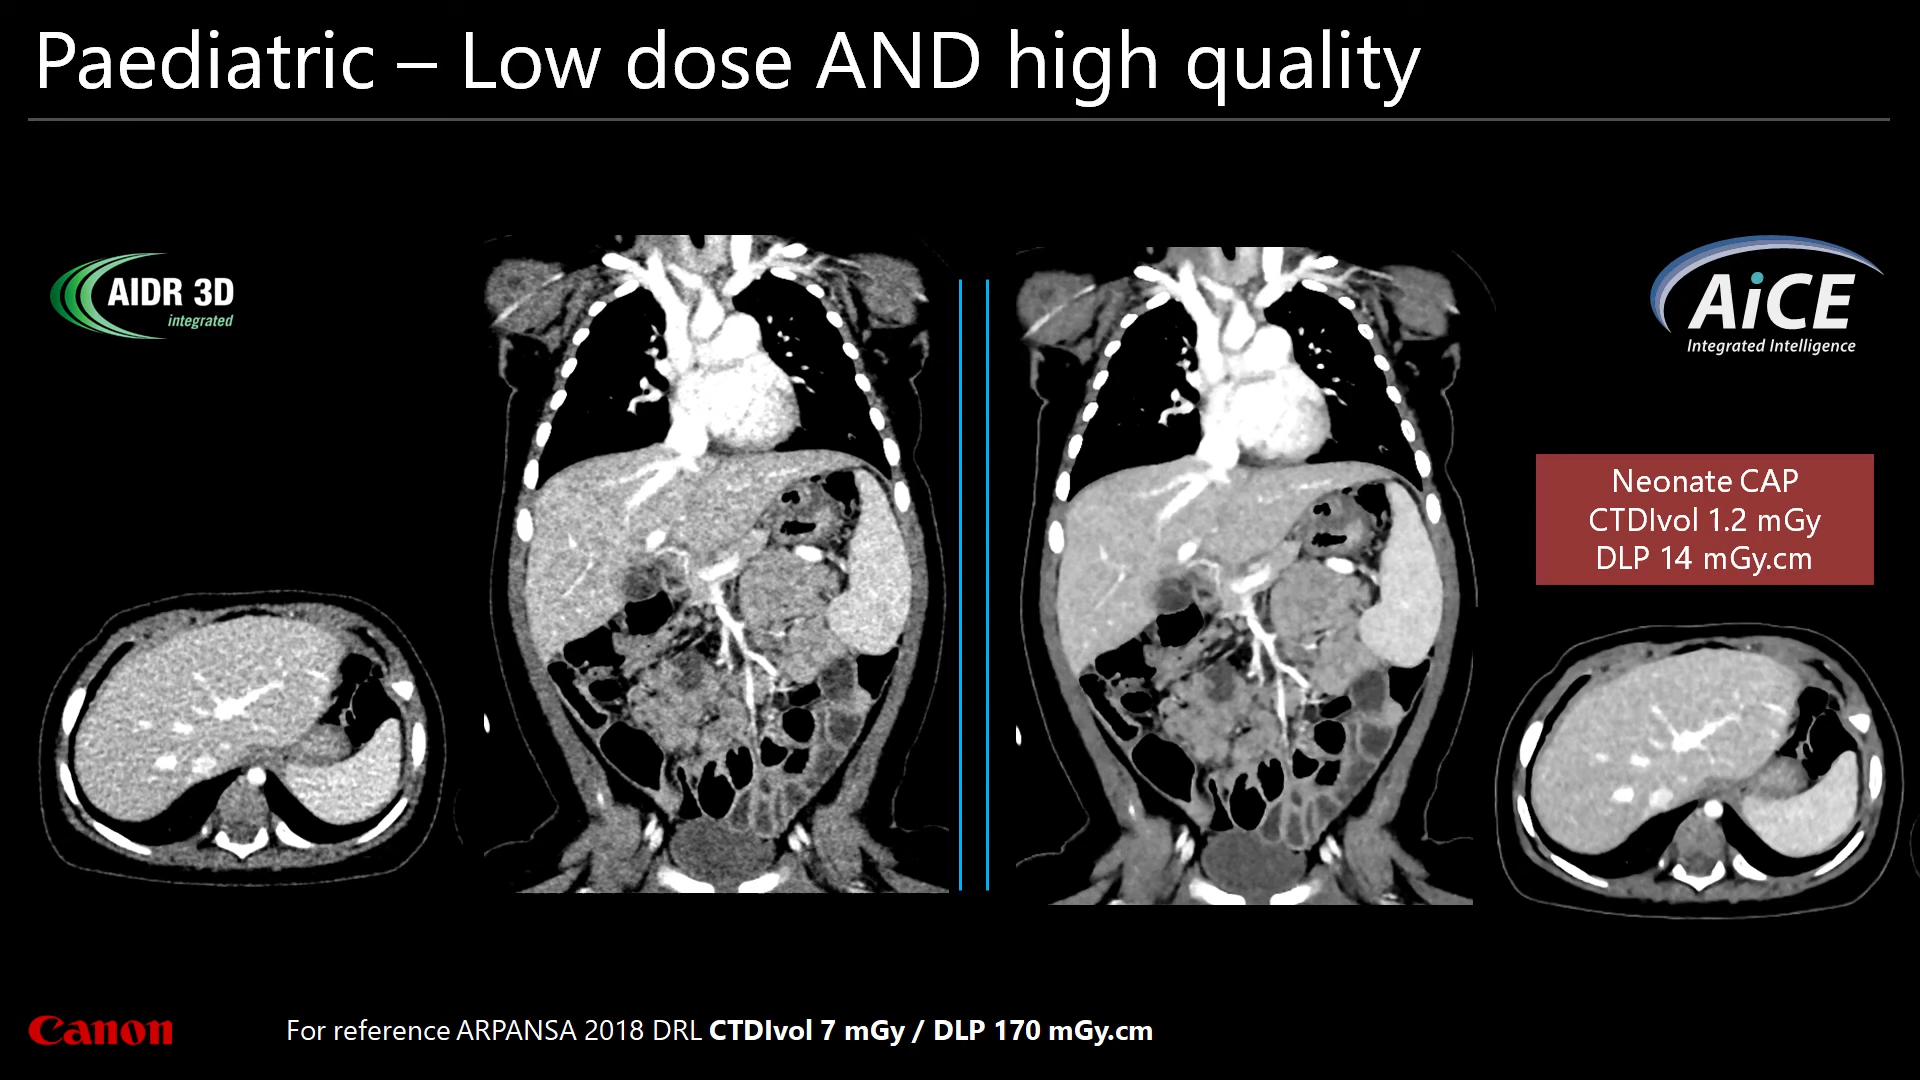 Paediatric – Low dose AND high quality
AIDR 3D
integrated
AiCE
Integrated Intelligence
Neonate CAP
CTDIvol 1.2 mGy
DLP 14 mGy.cm
Canon
For reference ARPANSA 2018 DRL CTDIvol 7 mGy / DLP 170 mGy.cm